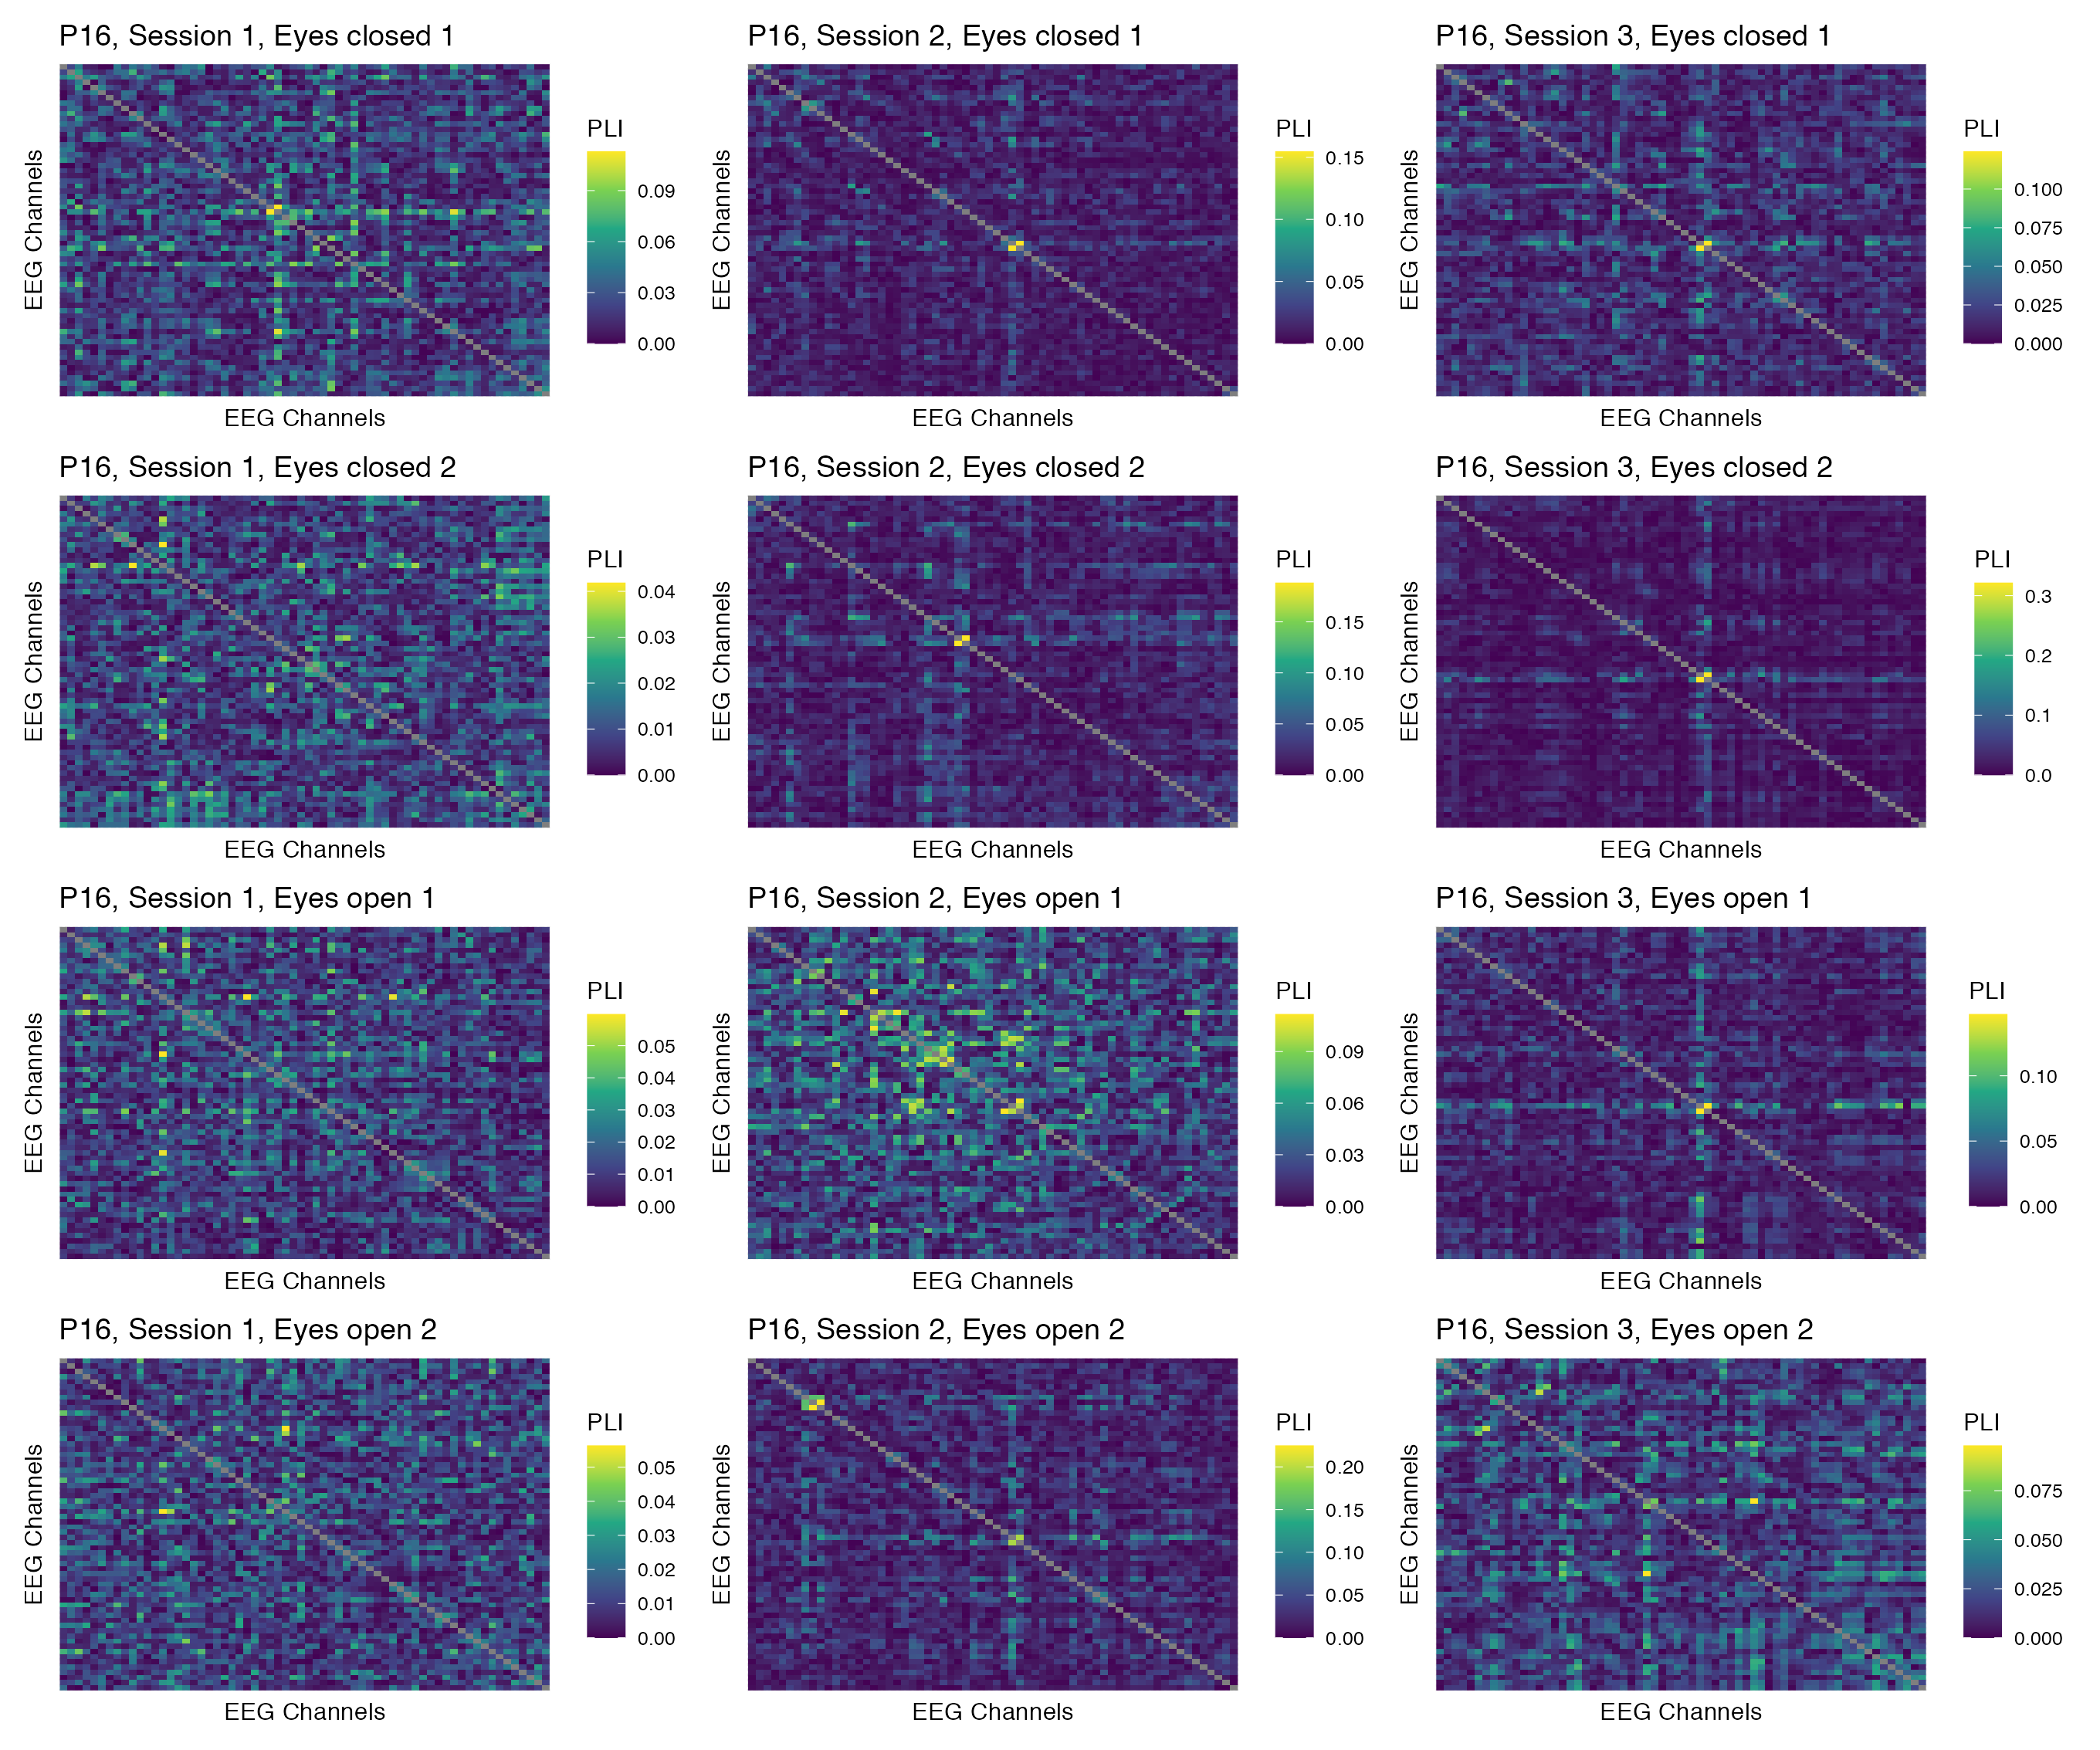 P16, Session 1, Eyes closed 1
EEG Channels
EEG Channels
PLI
0.09
0.06
0.03
0.00
P16, Session 2, Eyes closed 1
EEG Channels
EEG Channels
PLI
0.15
0.10
0.05
0.00
P16, Session 3, Eyes closed 1
EEG Channels
EEG Channels
PLI
0.100
0.075
0.050
0.025
0.000
P16, Session 1, Eyes closed 2
EEG Channels
EEG Channels
PLI
0.04
0.03
0.02
0.01
0.00
P16, Session 2, Eyes closed 2
EEG Channels
EEG Channels
PLI
0.15
0.10
0.05
0.00
P16, Session 3, Eyes closed 2
EEG Channels
EEG Channels
PLI
0.3
0.2
0.1
0.0
P16, Session 1, Eyes open 1
EEG Channels
EEG Channels
PLI
0.05
0.04
0.03
0.02
0.01
0.00
P16, Session 2, Eyes open 1
EEG Channels
EEG Channels
PLI
0.09
0.06
0.03
0.00
P16, Session 3, Eyes open 1
EEG Channels
EEG Channels
PLI
0.10
0.05
0.00
P16, Session 1, Eyes open 2
EEG Channels
EEG Channels
PLI
0.05
0.04
0.03
0.02
0.01
0.00
P16, Session 2, Eyes open 2
EEG Channels
EEG Channels
PLI
0.20
0.15
0.10
0.05
0.00
P16, Session 3, Eyes open 2
EEG Channels
EEG Channels
PLI
0.075
0.050
0.025
0.000